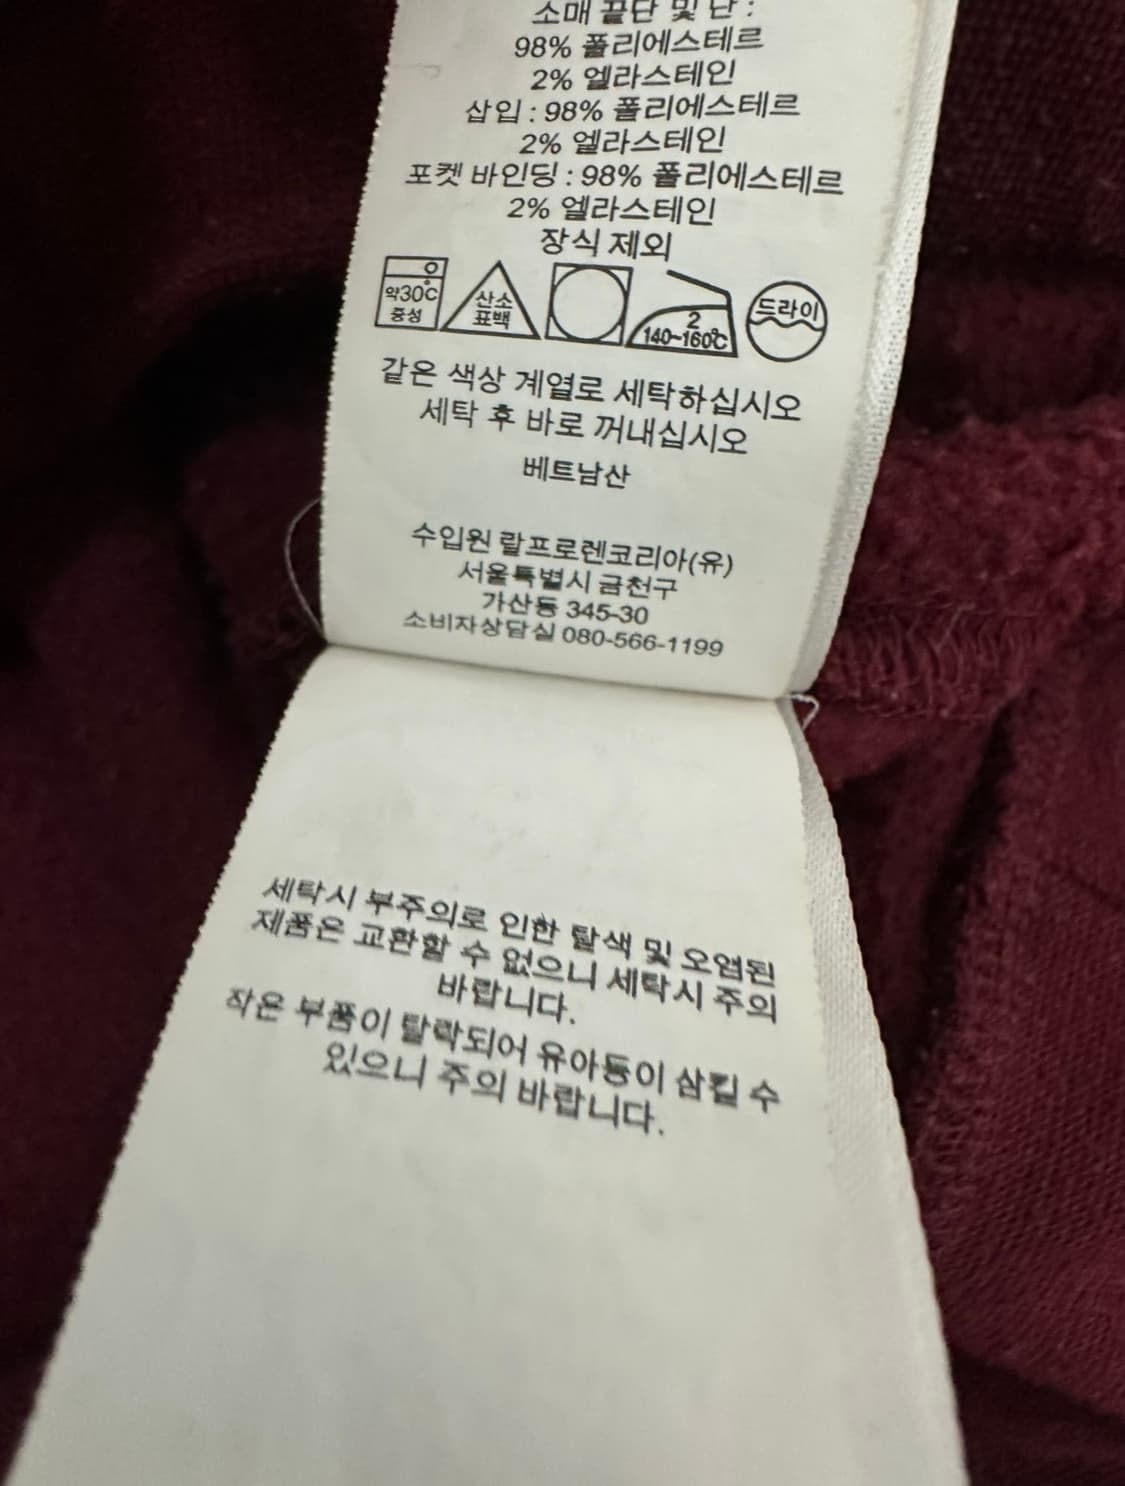 소매 끝단 및 단 :
98% 폴리에스테르
2% 엘라스테인
삽입 : 98% 폴리에스테르
2% 엘라스테인
포켓 바인딩 : 98% 폴리에스테르
2% 엘라스테인
장식 제외
약30℃
중성
산소
표백
2
140~160℃
드라이
같은 색상 계열로 세탁하십시오
세탁 후 바로 꺼내십시오
베트남산
수입원 랄프로렌코리아(유)
서울특별시 금천구
가산동 345-30
소비자상담실 080-566-1199
세탁시 부주의로 인한 탈색 및 오염된
제품은 교환할 수 없으니 세탁시 주의
바랍니다.
작은 부품이 탈락되어 유아등이 삼킬 수
있으니 주의 바랍니다.